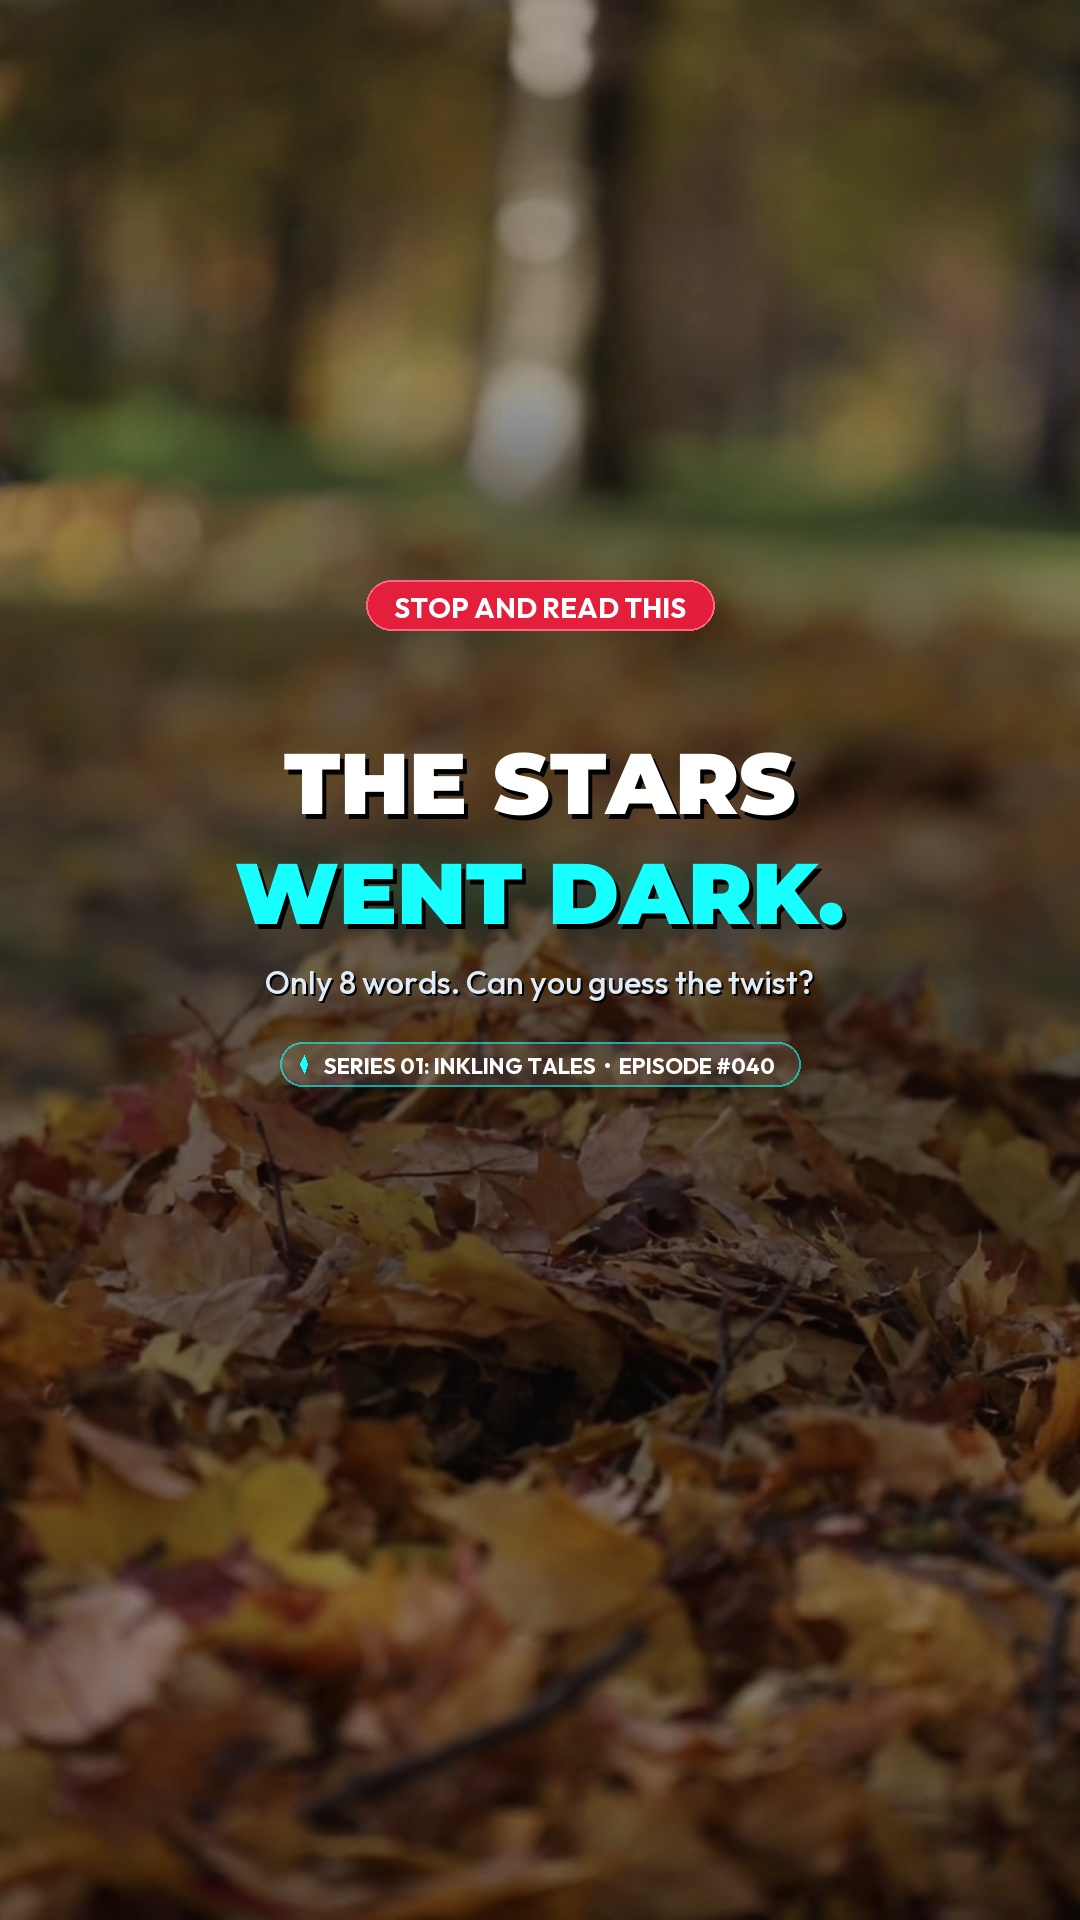 STOP AND READ THIS
THE STARS
WENT DARK.
Only 8 words. Can you guess the twist?
SERIES 01: INKLING TALES • EPISODE #040